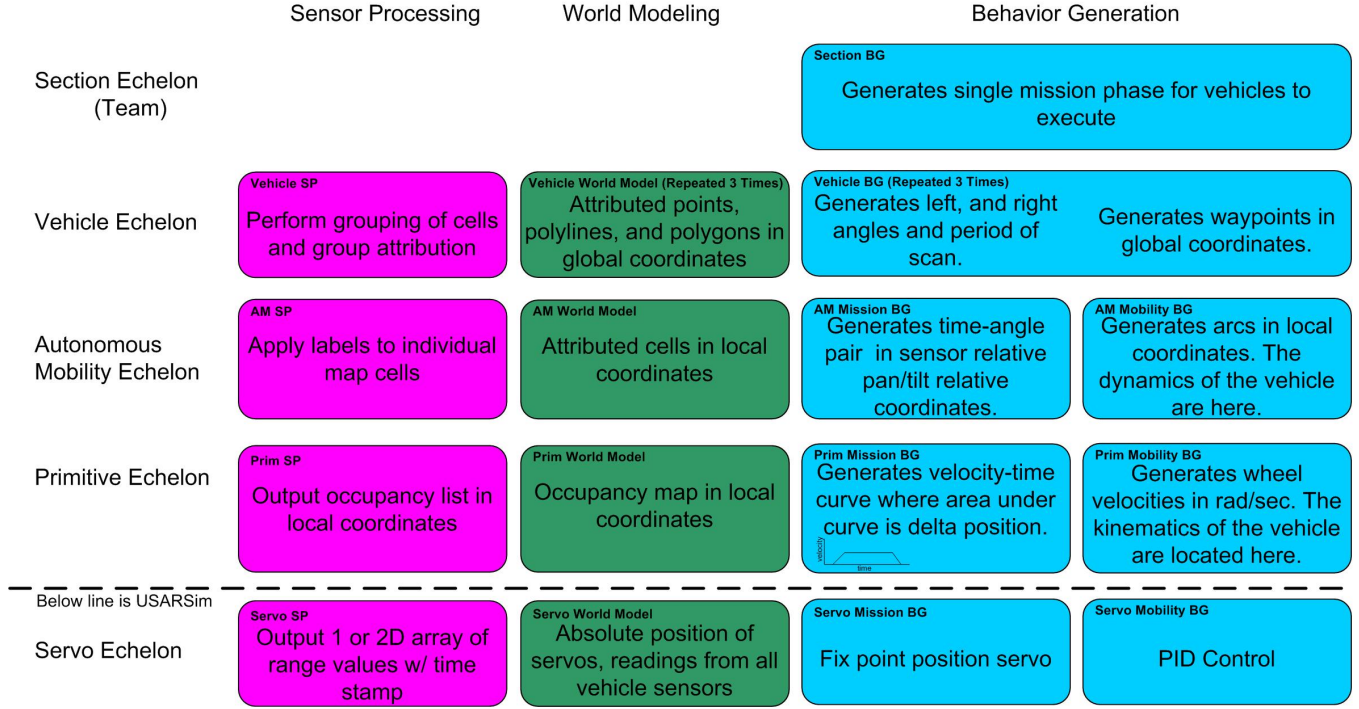 Sensor Processing
World Modeling
Behavior Generation
Section Echelon
(Team)
Section BG
Generates single mission phase for vehicles to
execute
Vehicle Echelon
Vehicle SP
Perform grouping of cells
and group attribution
Vehicle World Model (Repeated 3 Times)
Attributed points,
polylines, and polygons in
global coordinates
Vehicle BG (Repeated 3 Times)
Generates left, and right
angles and period of
scan.
Generates waypoints in
global coordinates.
Autonomous
Mobility Echelon
AM SP
Apply labels to individual
map cells
AM World Model
Attributed cells in local
coordinates
AM Mission BG
Generates time-angle
pair in sensor relative
pan/tilt relative
coordinates.
AM Mobility BG
Generates arcs in local
coordinates. The
dynamics of the vehicle
are here.
Primitive Echelon
Prim SP
Output occupancy list in
local coordinates
Prim World Model
Occupancy map in local
coordinates
Prim Mission BG
Generates velocity-time
curve where area under
curve is delta position.
velocity
time
Prim Mobility BG
Generates wheel
velocities in rad/sec. The
kinematics of the vehicle
are located here.
Below line is USARSim
Servo Echelon
Servo SP
Output 1 or 2D array of
range values w/ time
stamp
Servo World Model
Absolute position of
servos, readings from all
vehicle sensors
Servo Mission BG
Fix point position servo
Servo Mobility BG
PID Control